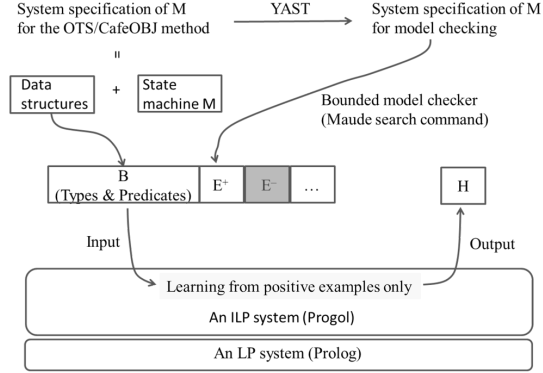 System specification of M
for the OTS/CafeOBJ method
YAST
System specification of M
for model checking
=
Data
structures
+
State
machine M
Bounded model checker
(Maude search command)
B
(Types & Predicates)
E⁺
E⁻
...
H
Input
Output
Learning from positive examples only
An ILP system (Progol)
An LP system (Prolog)